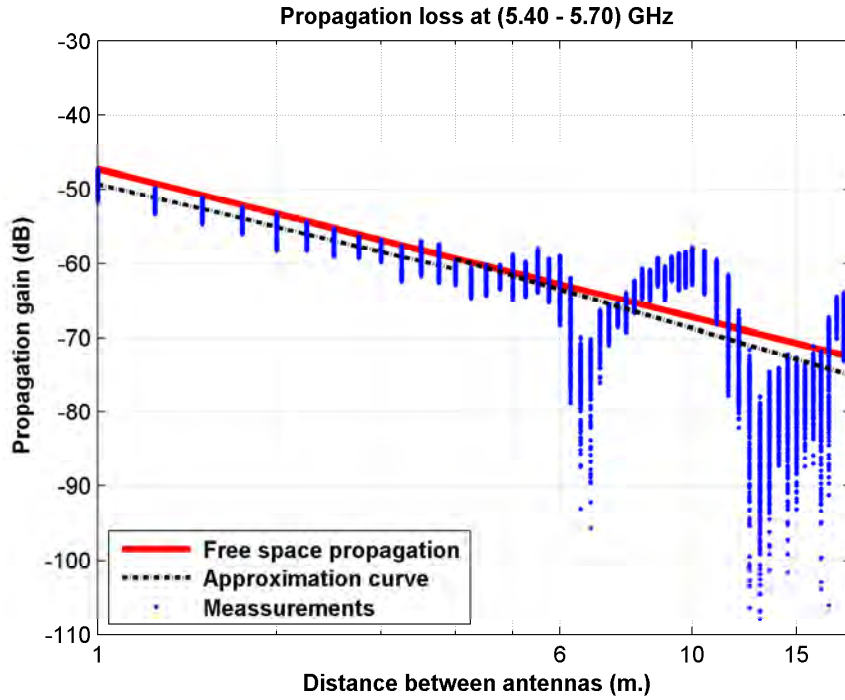 Propagation loss at (5.40 - 5.70) GHz
Propagation gain (dB)
-30
-40
-50
-60
-70
-80
-90
-100
-110
Free space propagation
Approximation curve
Meassurements
1
6
10
15
Distance between antennas (m.)